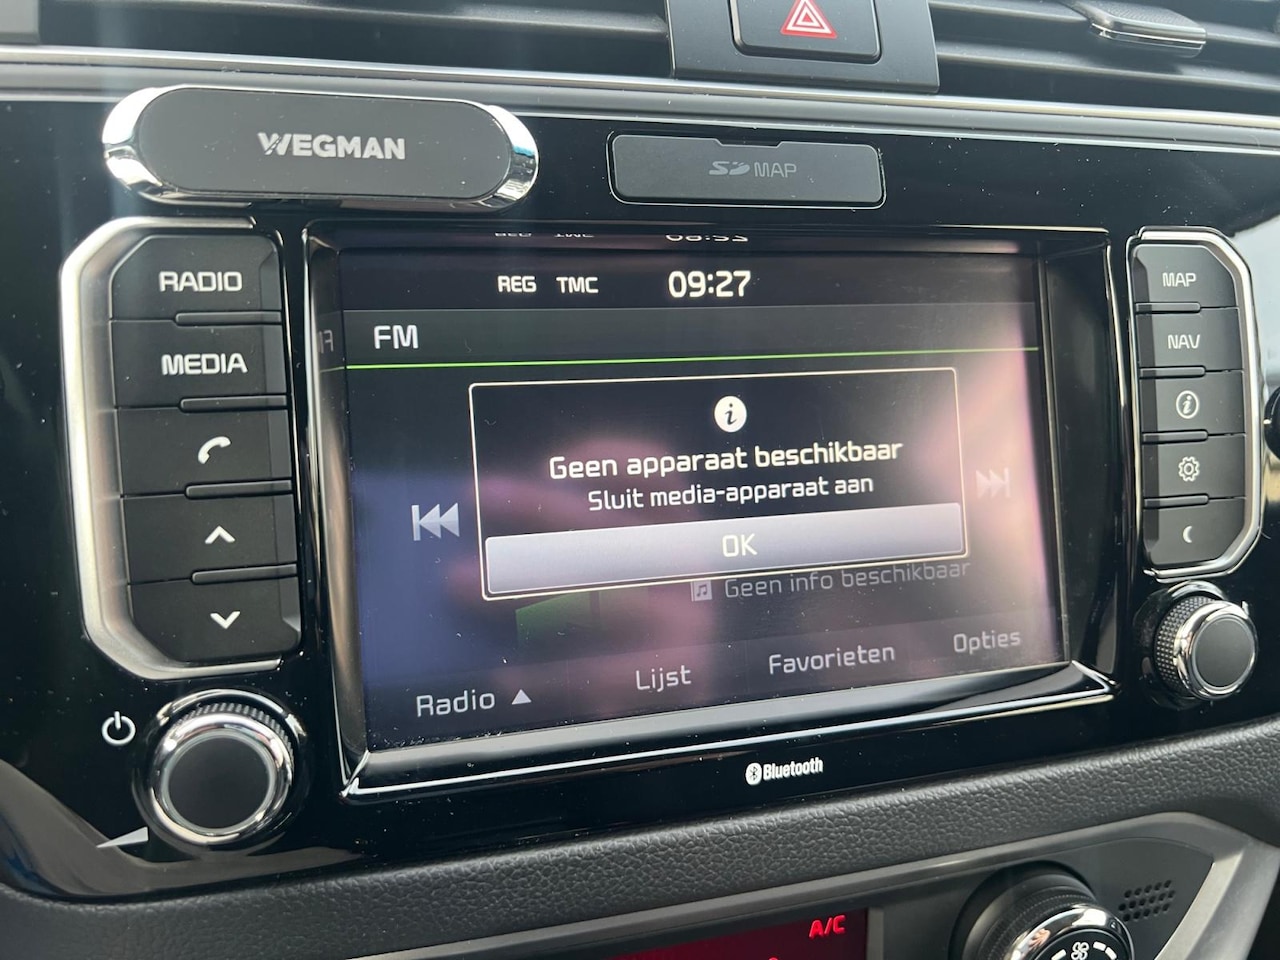 WEGMAN
SD MAP
RADIO
MEDIA
REG TMC 09:27
FM
Geen apparaat beschikbaar
Sluit media-apparaat aan
OK
Geen info beschikbaar
Radio ▲ Lijst Favorieten Opties
MAP
NAV
Bluetooth
A/C